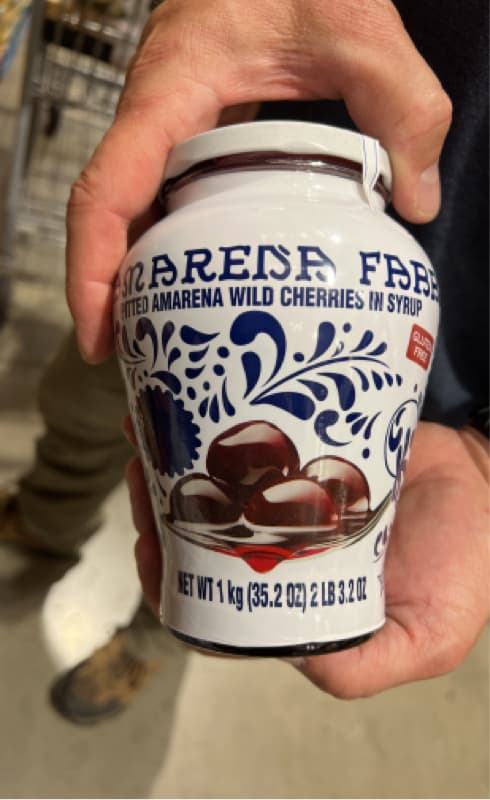 MARENA FABB
PITTED AMARENA WILD CHERRIES IN SYRUP
GLUTEN
FREE
NET WT 1 kg (35.2 OZ) 2 LB 3.2 OZ